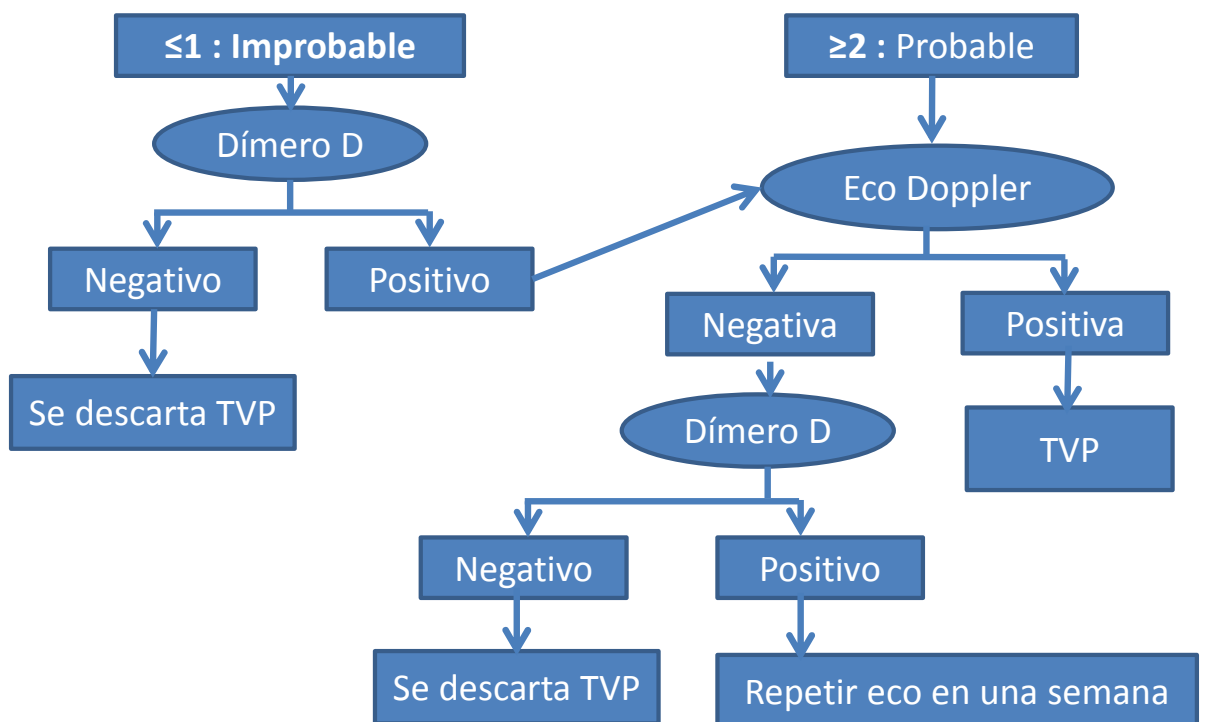 ≤1 : Improbable
≥2 : Probable
Dímero D
Eco Doppler
Negativo
Positivo
Negativa
Positiva
Se descarta TVP
Dímero D
TVP
Negativo
Positivo
Se descarta TVP
Repetir eco en una semana